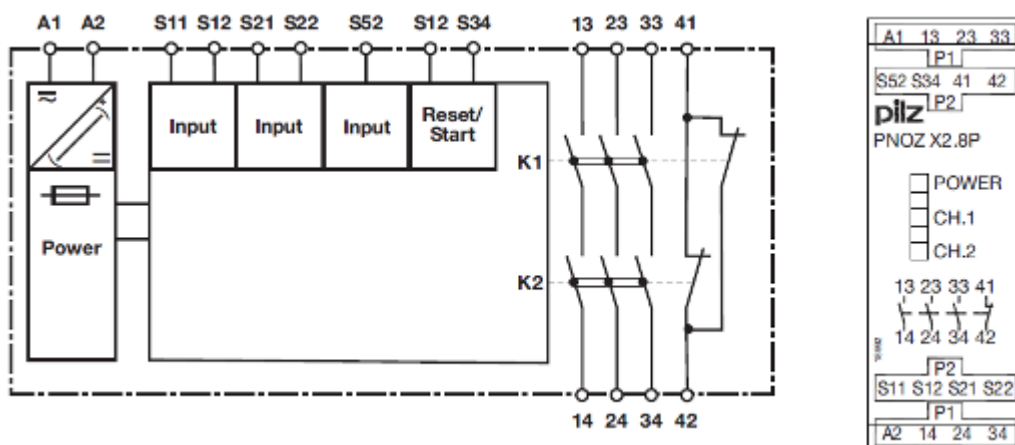 A1 A2 S11 S12 S21 S22 S52 S12 S34 13 23 33 41
Input Input Input Reset/
Start
K1
Power
K2
14 24 34 42
A1 13 23 33
P1
S52 S34 41 42
P2
pilz
PNOZ X2.8P
POWER
CH.1
CH.2
13 23 33 41
14 24 34 42
P2
S11 S12 S21 S22
P1
A2 14 24 34